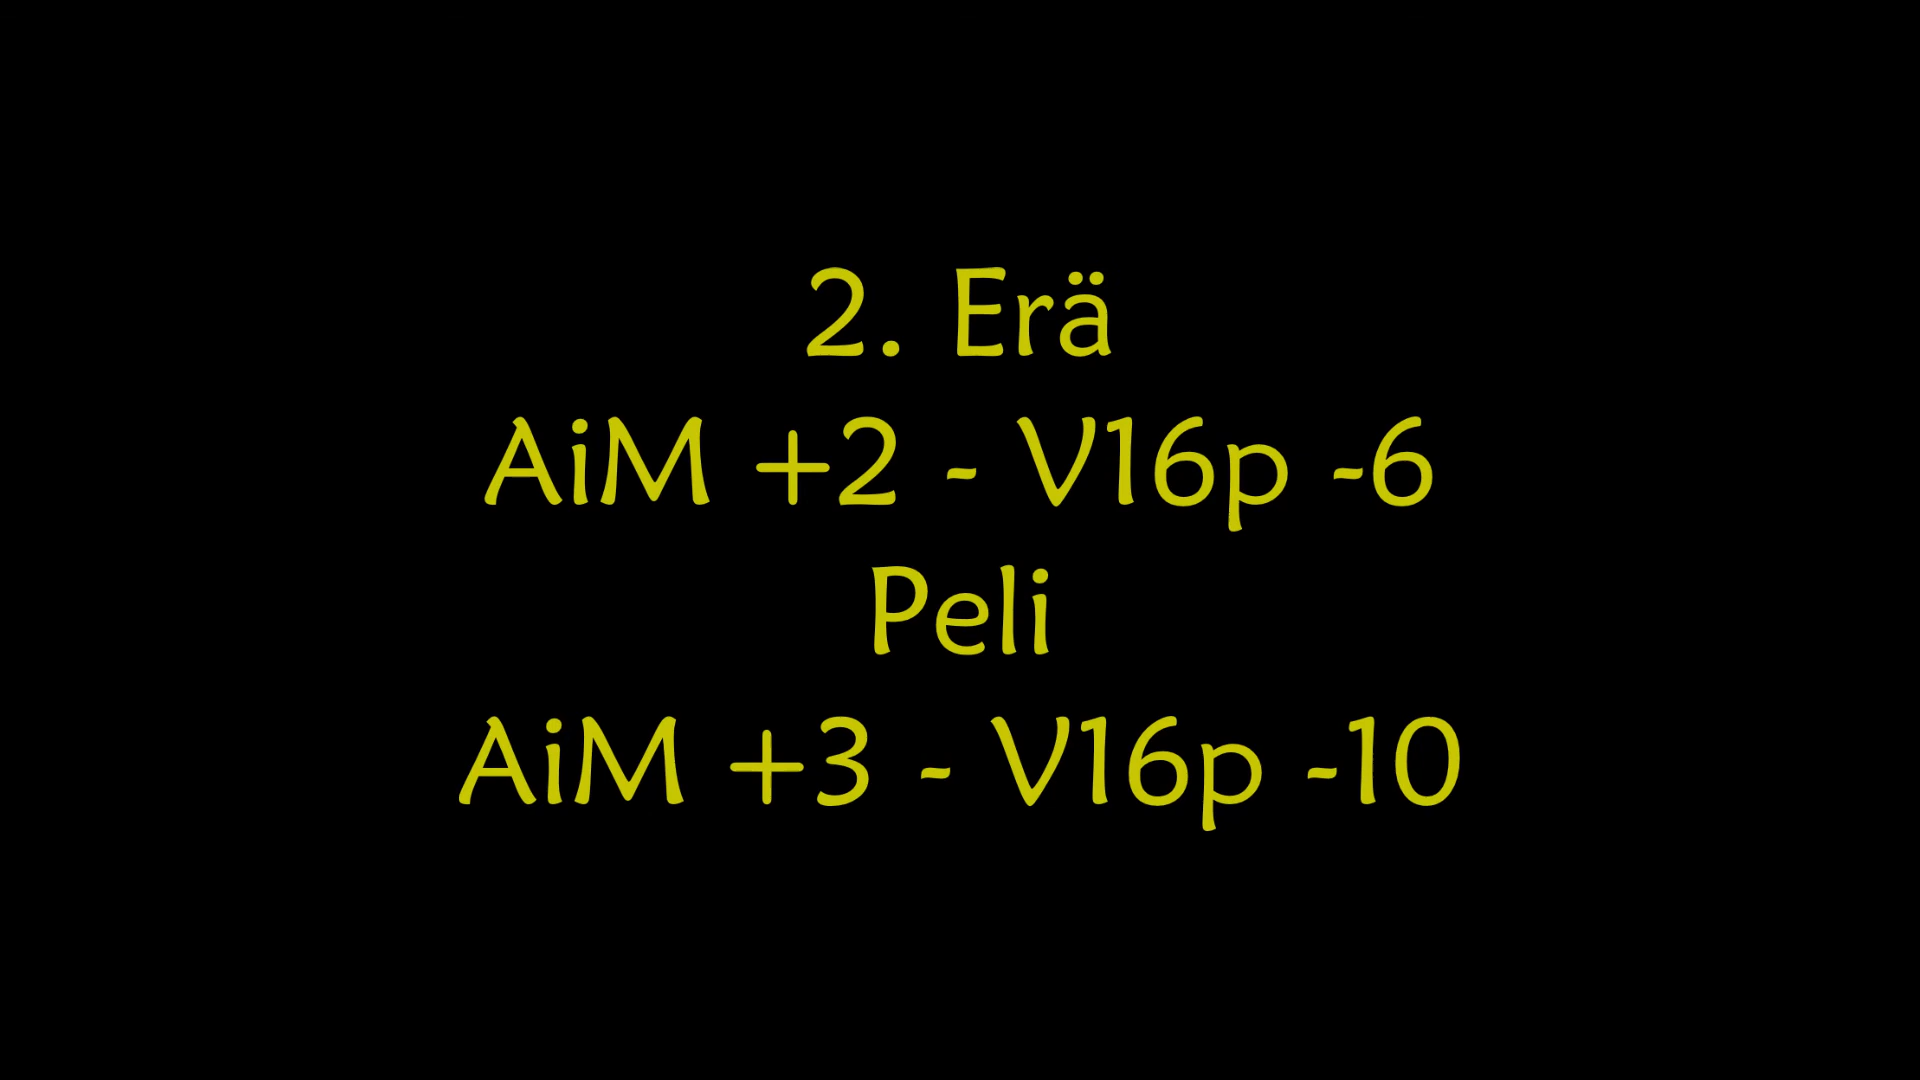 2. Erä
AiM +2 - V16p -6
Peli
AiM +3 - V16p -10